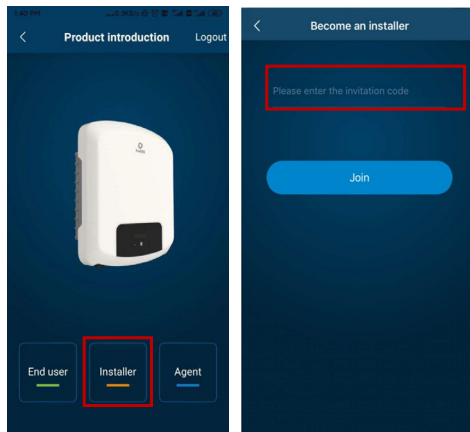 Product introduction
Logout
End user
Installer
Agent
Become an installer
Please enter the invitation code
Join